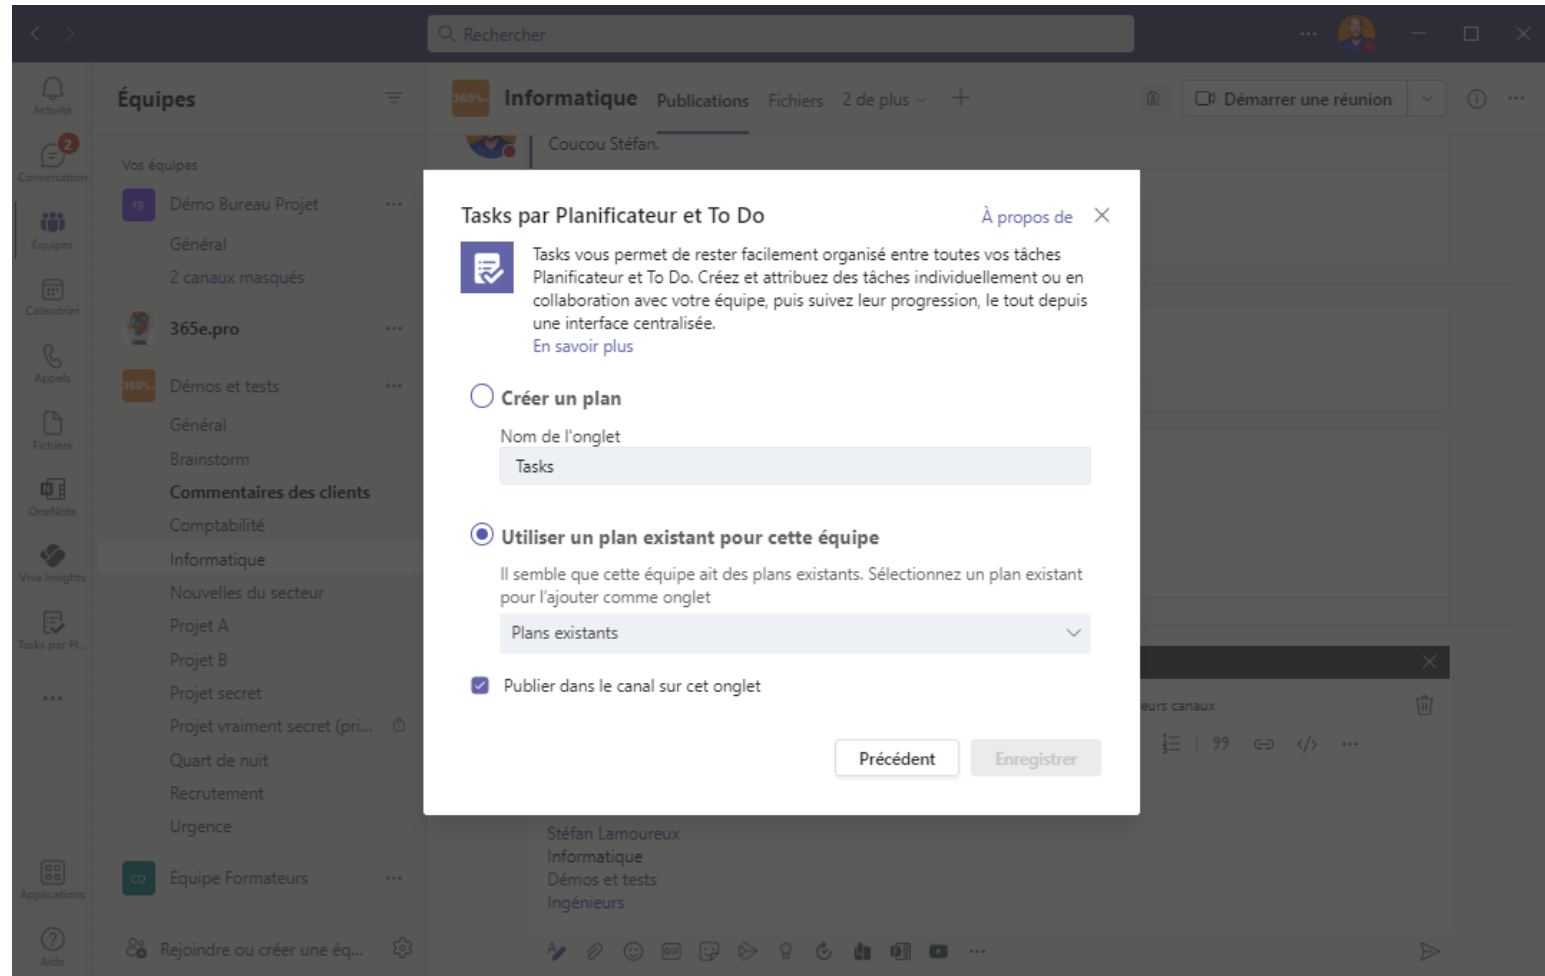 Rechercher
Activité
Conversation
2
Équipes
Calendrier
Appels
Fichiers
OneNote
Viva Insights
Tasks par Pl...
Applications
Aide
Équipes
Vos équipes
FB
Démo Bureau Projet
Général
2 canaux masqués
365e.pro
Démos et tests
Général
Brainstorm
Commentaires des clients
Comptabilité
Informatique
Nouvelles du secteur
Projet A
Projet B
Projet secret
Projet vraiment secret (pri...
Quart de nuit
Recrutement
Urgence
CD
Équipe Formateurs
Rejoindre ou créer une éq...
Informatique Publications Fichiers 2 de plus
Démarrer une réunion
Coucou Stéfan.
Tasks par Planificateur et To Do
À propos de
Tasks vous permet de rester facilement organisé entre toutes vos tâches
Planificateur et To Do. Créez et attribuez des tâches individuellement ou en
collaboration avec votre équipe, puis suivez leur progression, le tout depuis
une interface centralisée.
En savoir plus
Créer un plan
Nom de l'onglet
Tasks
Utiliser un plan existant pour cette équipe
Il semble que cette équipe ait des plans existants. Sélectionnez un plan existant
pour l'ajouter comme onglet
Plans existants
Publier dans le canal sur cet onglet
Précédent
Enregistrer
eurs canaux
Stéfan Lamoureux
Informatique
Démos et tests
Ingénieurs
GIF